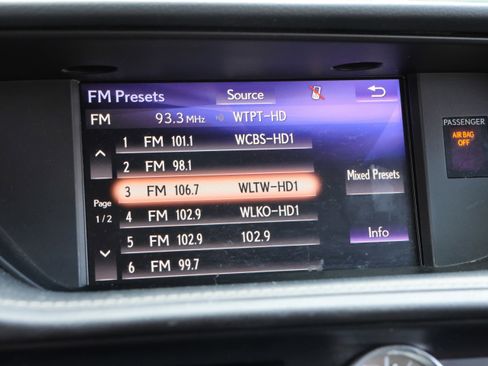 FM Presets Source
FM 93.3 MHz WTPT-HD
1 FM 101.1 WCBS-HD1
2 FM 98.1
3 FM 106.7 WLTW-HD1
Mixed Presets
Page
1/2
4 FM 102.9 WLKO-HD1
5 FM 102.9 102.9
Info
6 FM 99.7
PASSENGER
AIR BAG
OFF